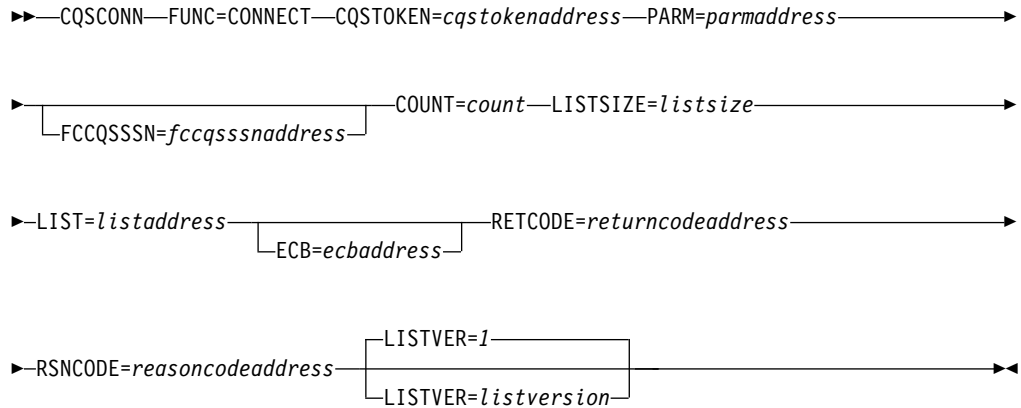 CQSCONN FUNC=CONNECT CQSTOKEN=cqstokenaddress PARM=parmaddress
COUNT=count LISTSIZE=listsize
FCCQSSSN=fccqsssnaddress
LIST=listaddress RETCODE=returncodeaddress
ECB=ecbaddress
LISTVER=1
RSNCODE=reasoncodeaddress
LISTVER=listversion